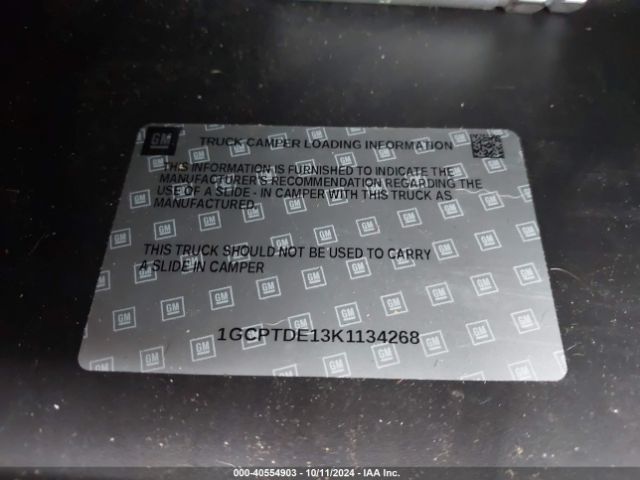 GM
TRUCK CAMPER LOADING INFORMATION
THIS INFORMATION IS FURNISHED TO INDICATE THE
MANUFACTURER'S RECOMMENDATION REGARDING THE
USE OF A SLIDE - IN CAMPER WITH THIS TRUCK AS
MANUFACTURED.
THIS TRUCK SHOULD NOT BE USED TO CARRY
A SLIDE IN CAMPER
1GCPTDE13K1134268
000-40554903 - 10/11/2024 - IAA Inc.